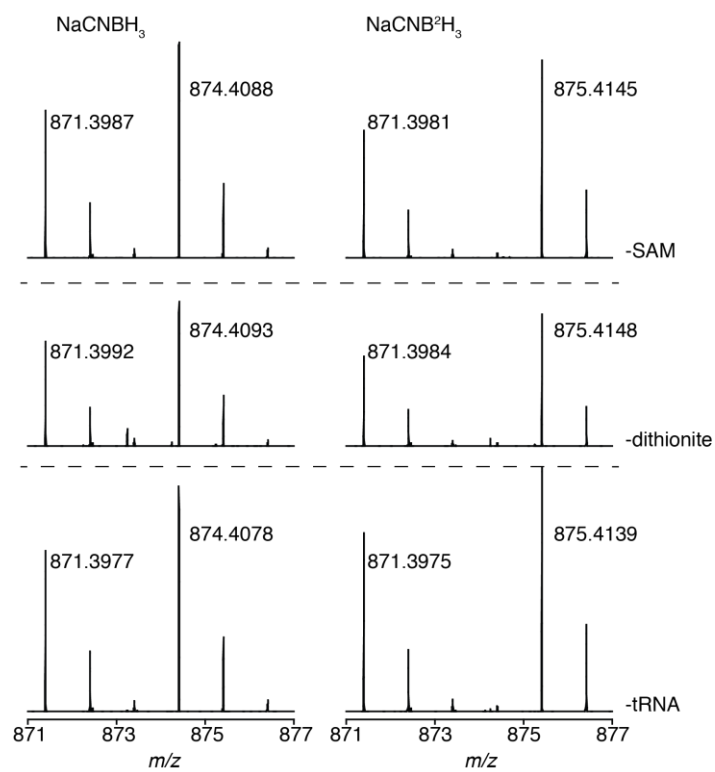 NaCNBH₃ NaCNB²H₃
874.4088 875.4145
871.3987 871.3981
-SAM
874.4093 875.4148
871.3992 871.3984
-dithionite
874.4078 875.4139
871.3977 871.3975
-tRNA
871 873 875 877 871 873 875 877
m/z m/z